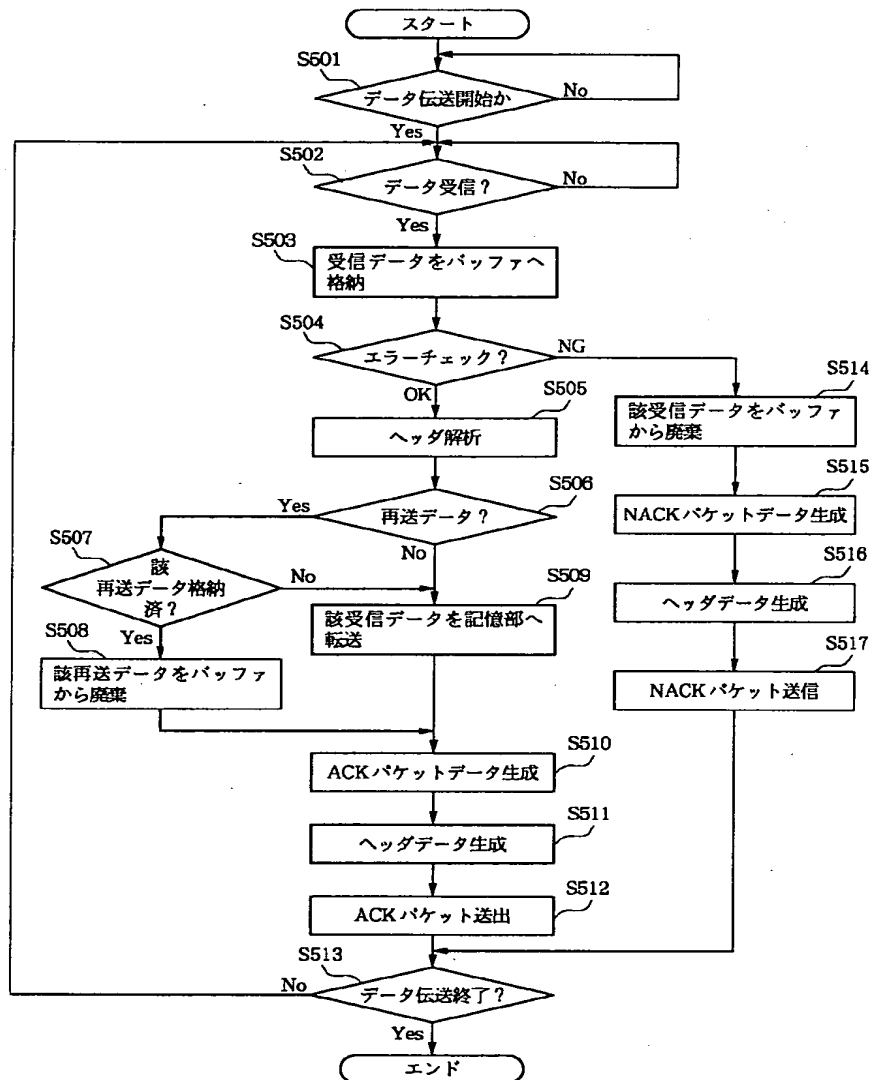 スタート
S501
データ伝送開始か
No
Yes
S502
データ受信?
No
Yes
S503
受信データをバッファへ
格納
S504
エラーチェック?
NG
OK
S505
ヘッダ解析
S514
該受信データをバッファ
から廃棄
S506
再送データ?
Yes
No
S515
NACKパケットデータ生成
S507
該
再送データ格納
済?
No
Yes
S509
該受信データを記憶部へ
転送
S516
ヘッダデータ生成
S508
該再送データをバッファ
から廃棄
S517
NACKパケット送信
S510
ACKパケットデータ生成
S511
ヘッダデータ生成
S512
ACKパケット送出
S513
データ伝送終了?
No
Yes
エンド